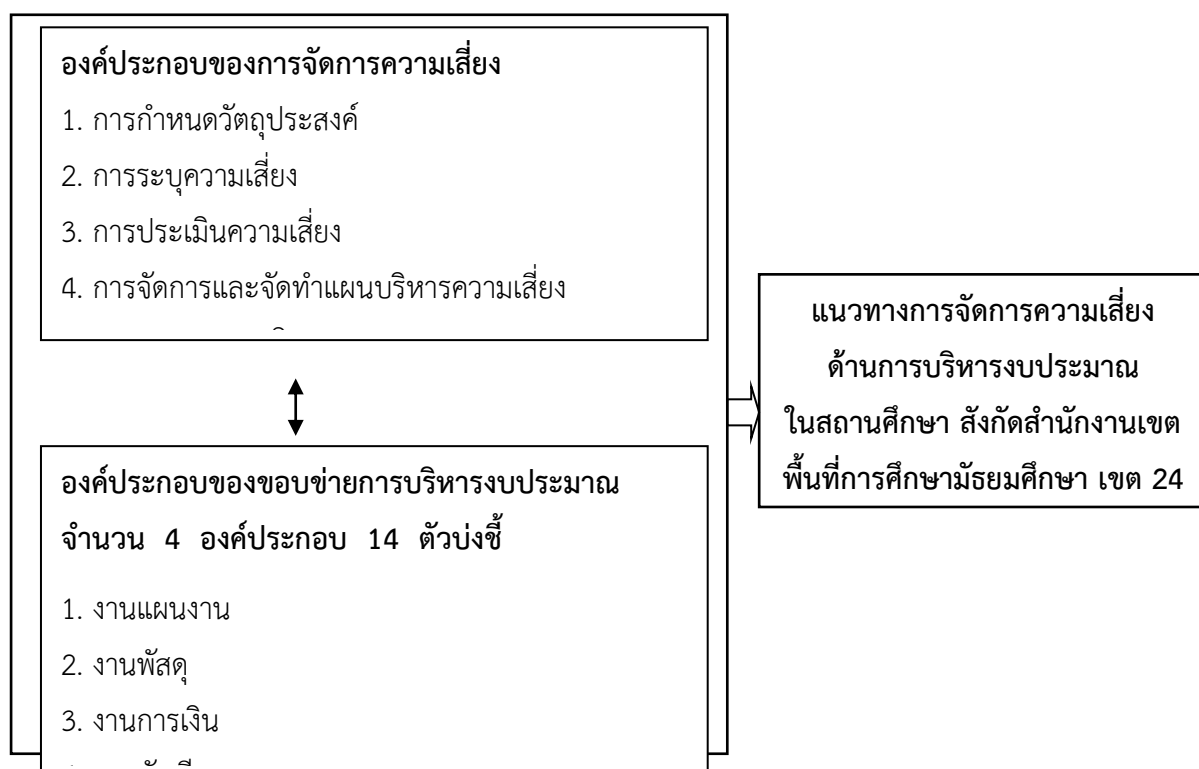 องค์ประกอบของการจัดการความเสี่ยง
1. การกำหนดวัตถุประสงค์
2. การระบุความเสี่ยง
3. การประเมินความเสี่ยง
4. การจัดการและจัดทำแผนบริหารความเสี่ยง
องค์ประกอบของขอบข่ายการบริหารงบประมาณ
จำนวน 4 องค์ประกอบ 14 ตัวบ่งชี้
1. งานแผนงาน
2. งานพัสดุ
3. งานการเงิน
แนวทางการจัดการความเสี่ยง
ด้านการบริหารงบประมาณ
ในสถานศึกษา สังกัดสำนักงานเขต
พื้นที่การศึกษามัธยมศึกษา เขต 24